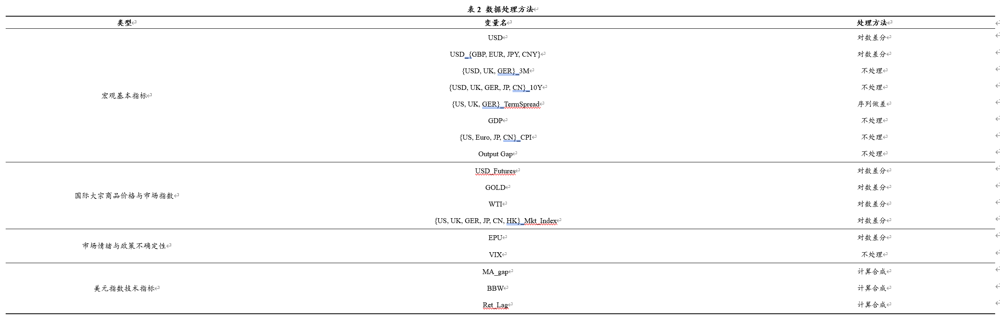 表 2 数据处理方法
类型 变量名 处理方法
USD 对数差分
USD_{GBP, EUR, JPY, CNY} 对数差分
{USD, UK, GER}_3M 不处理
{USD, UK, GER, JP, CN}_10Y 不处理
宏观基本指标
{US, UK, GER}_TermSpread 序列做差
GDP 不处理
{US, Euro, JP, CN}_CPI 不处理
Output Gap 不处理
USD_Futures 对数差分
GOLD 对数差分
国际大宗商品价格与市场指数
WTI 对数差分
{US, UK, GER, JP, CN, HK}_Mkt_Index 对数差分
EPU 对数差分
市场情绪与政策不确定性
VIX 不处理
MA_gap 计算合成
美元指数技术指标 BBW 计算合成
Ret_Lag 计算合成